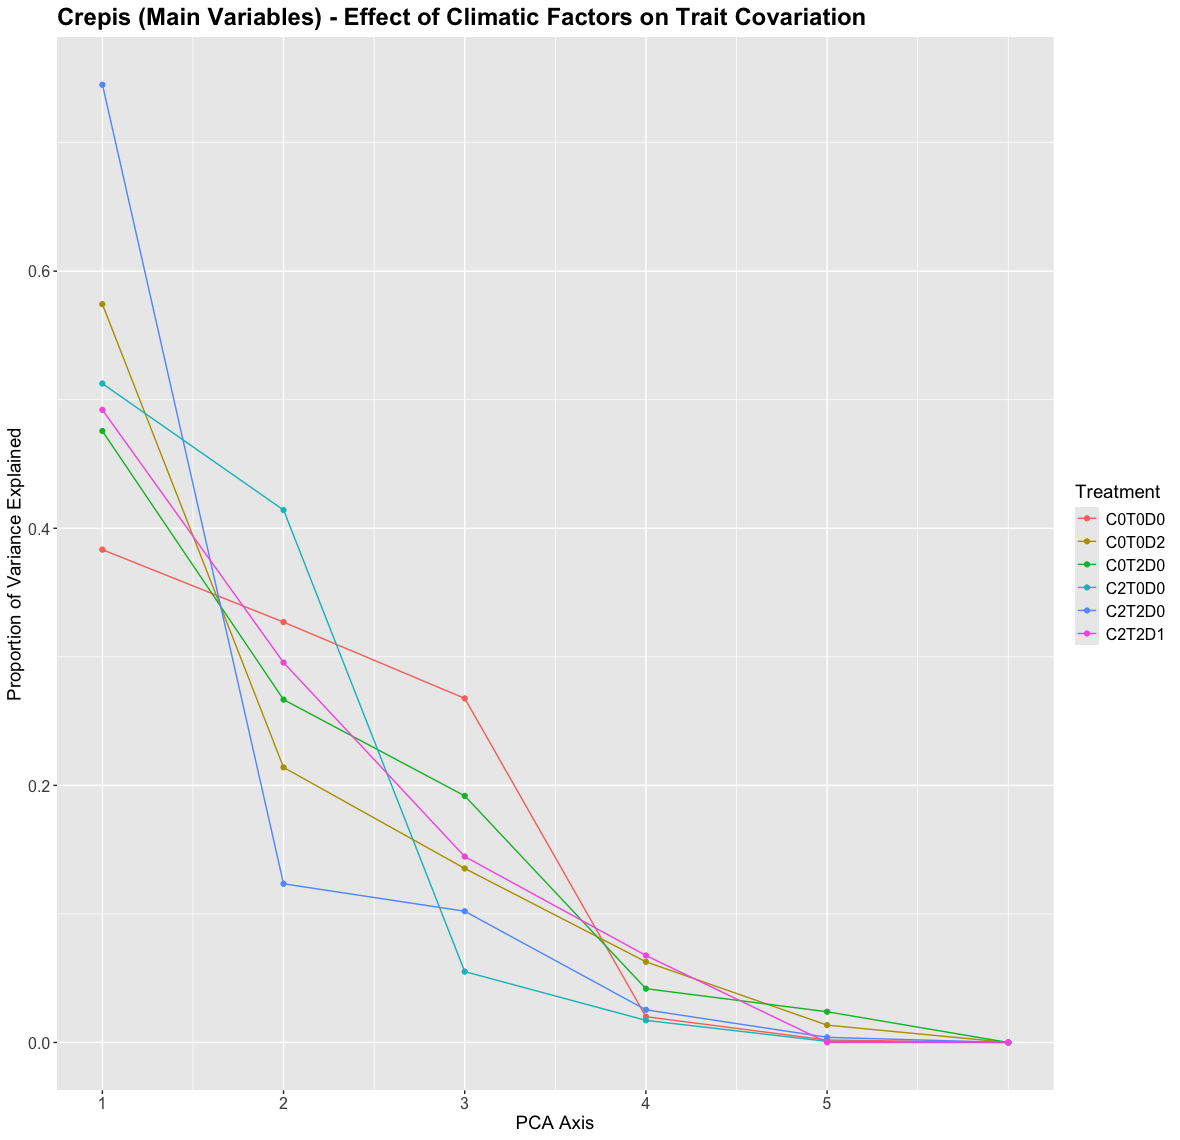 Crepis (Main Variables) - Effect of Climatic Factors on Trait Covariation
Proportion of Variance Explained
0.6
0.4
0.2
0.0
1 2 3 4 5
PCA Axis
Treatment
C0T0D0
C0T0D2
C0T2D0
C2T0D0
C2T2D0
C2T2D1